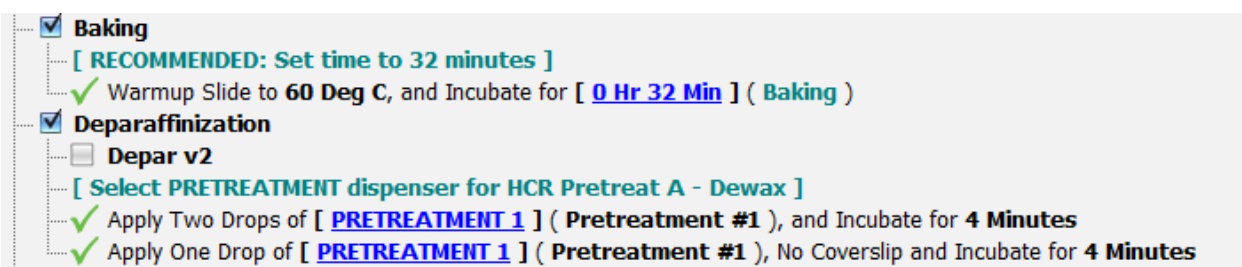 Baking
[ RECOMMENDED: Set time to 32 minutes ]
Warmup Slide to 60 Deg C, and Incubate for [ 0 Hr 32 Min ] ( Baking )
Deparaffinization
Depar v2
[ Select PRETREATMENT dispenser for HCR Pretreat A - Dewax ]
Apply Two Drops of [ PRETREATMENT 1 ] ( Pretreatment #1 ), and Incubate for 4 Minutes
Apply One Drop of [ PRETREATMENT 1 ] ( Pretreatment #1 ), No Coverslip and Incubate for 4 Minutes